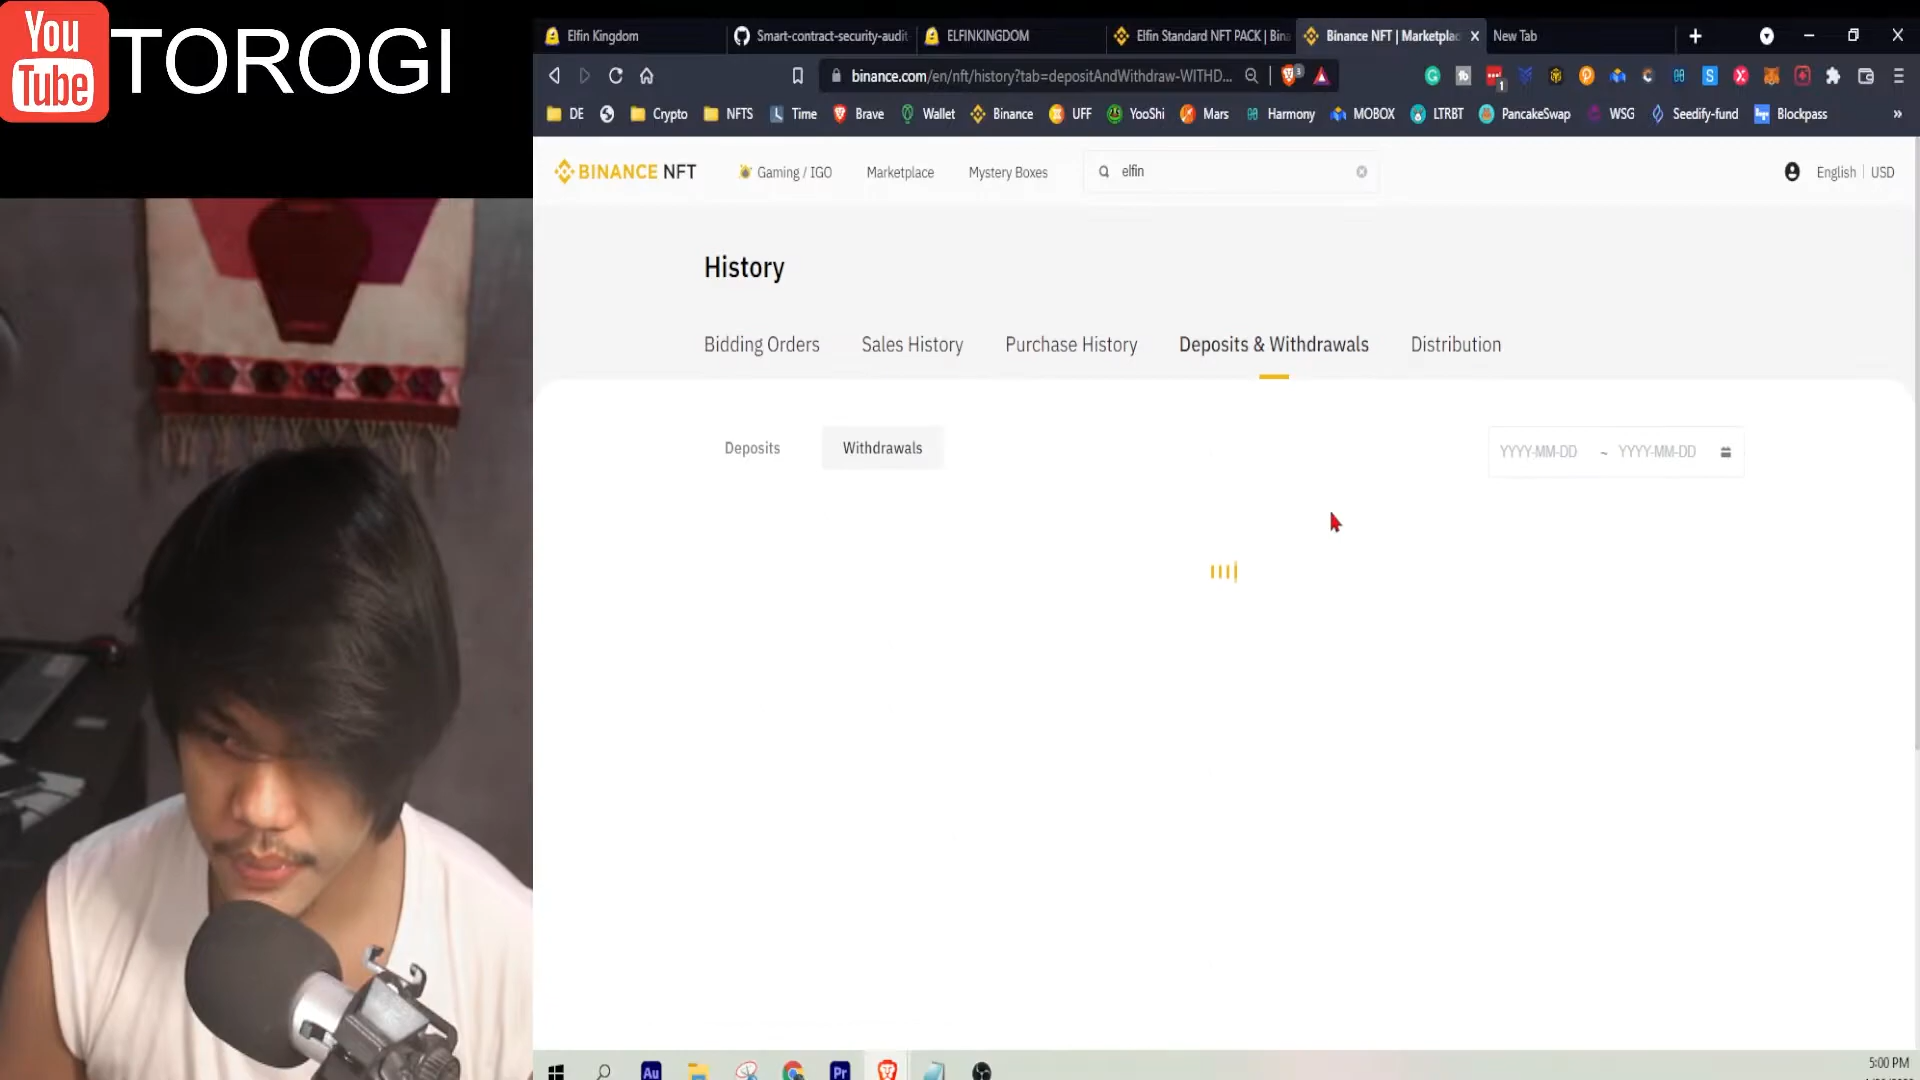 You
Tube
TOROGI
Elfin Kingdom
Smart-contract-security-audit
ELFINKINGDOM
Elfin Standard NFT PACK | Bin
Binance NFT | Marketplac
New Tab
binance.com/en/nft/history?tab=depositAndWithdraw-WITHD...
DE
Crypto
NFTS
Time
Brave
Wallet
Binance
UFF
YooShi
Mars
Harmony
MOBOX
LTRBT
PancakeSwap
WSG
Seedify-fund
Blockpass
BINANCE NFT
Gaming / IGO
Marketplace
Mystery Boxes
elfin
English | USD
History
Bidding Orders
Sales History
Purchase History
Deposits & Withdrawals
Distribution
Deposits
Withdrawals
YYYY-MM-DD ~ YYYY-MM-DD
Au
Pr
5:00 PM